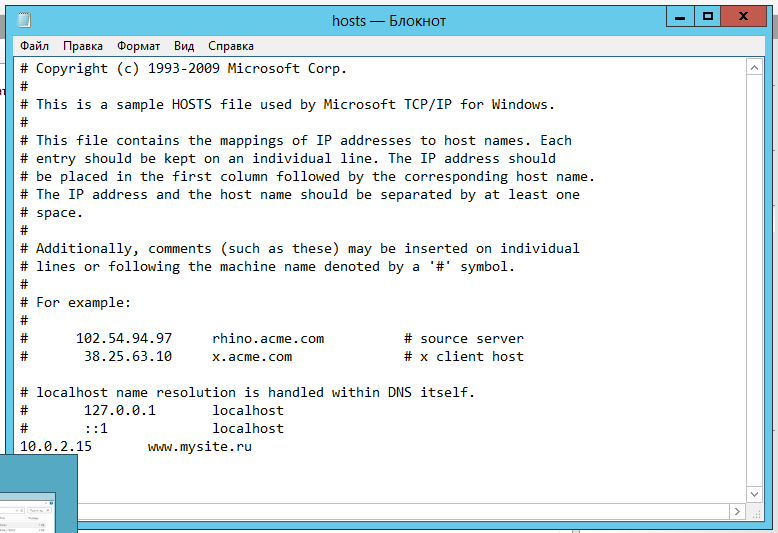 hosts — Блокнот
Файл Правка Формат Вид Справка
# Copyright (c) 1993-2009 Microsoft Corp.
#
# This is a sample HOSTS file used by Microsoft TCP/IP for Windows.
#
# This file contains the mappings of IP addresses to host names. Each
# entry should be kept on an individual line. The IP address should
# be placed in the first column followed by the corresponding host name.
# The IP address and the host name should be separated by at least one
# space.
#
# Additionally, comments (such as these) may be inserted on individual
# lines or following the machine name denoted by a '#' symbol.
#
# For example:
#
#      102.54.94.97     rhino.acme.com          # source server
#       38.25.63.10     x.acme.com              # x client host

# localhost name resolution is handled within DNS itself.
#       127.0.0.1       localhost
#       ::1             localhost
10.0.2.15       www.mysite.ru